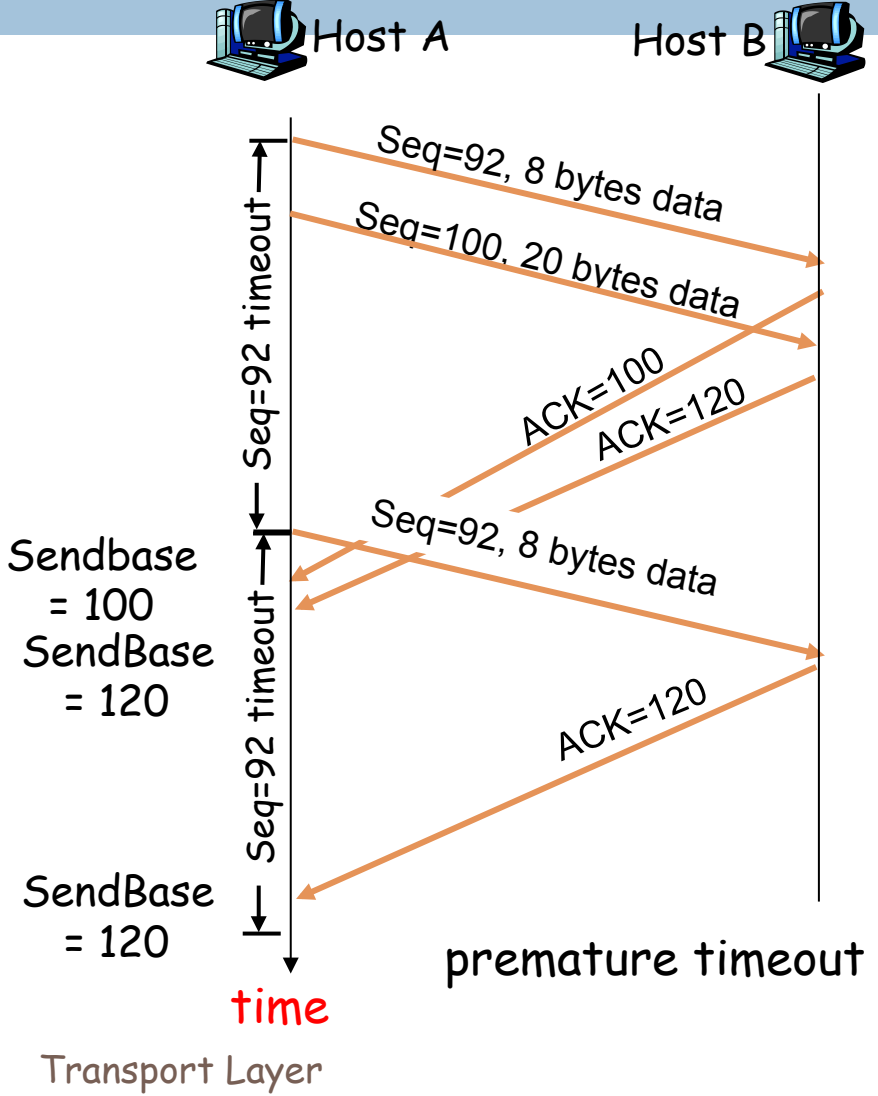 Host A
Host B
Seq=92, 8 bytes data
Seq=100, 20 bytes data
Seq=92 timeout
ACK=100
ACK=120
Seq=92, 8 bytes data
Sendbase
= 100
SendBase
= 120
Seq=92 timeout
ACK=120
SendBase
= 120
premature timeout
time
Transport Layer